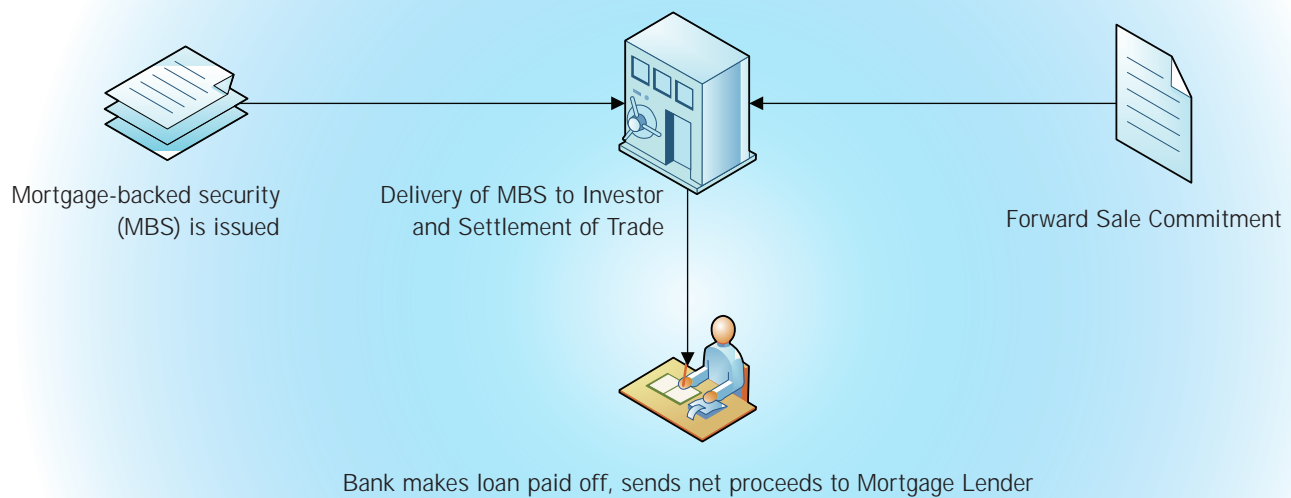 Mortgage-backed security
(MBS) is issued
Delivery of MBS to Investor
and Settlement of Trade
Forward Sale Commitment
Bank makes loan paid off, sends net proceeds to Mortgage Lender